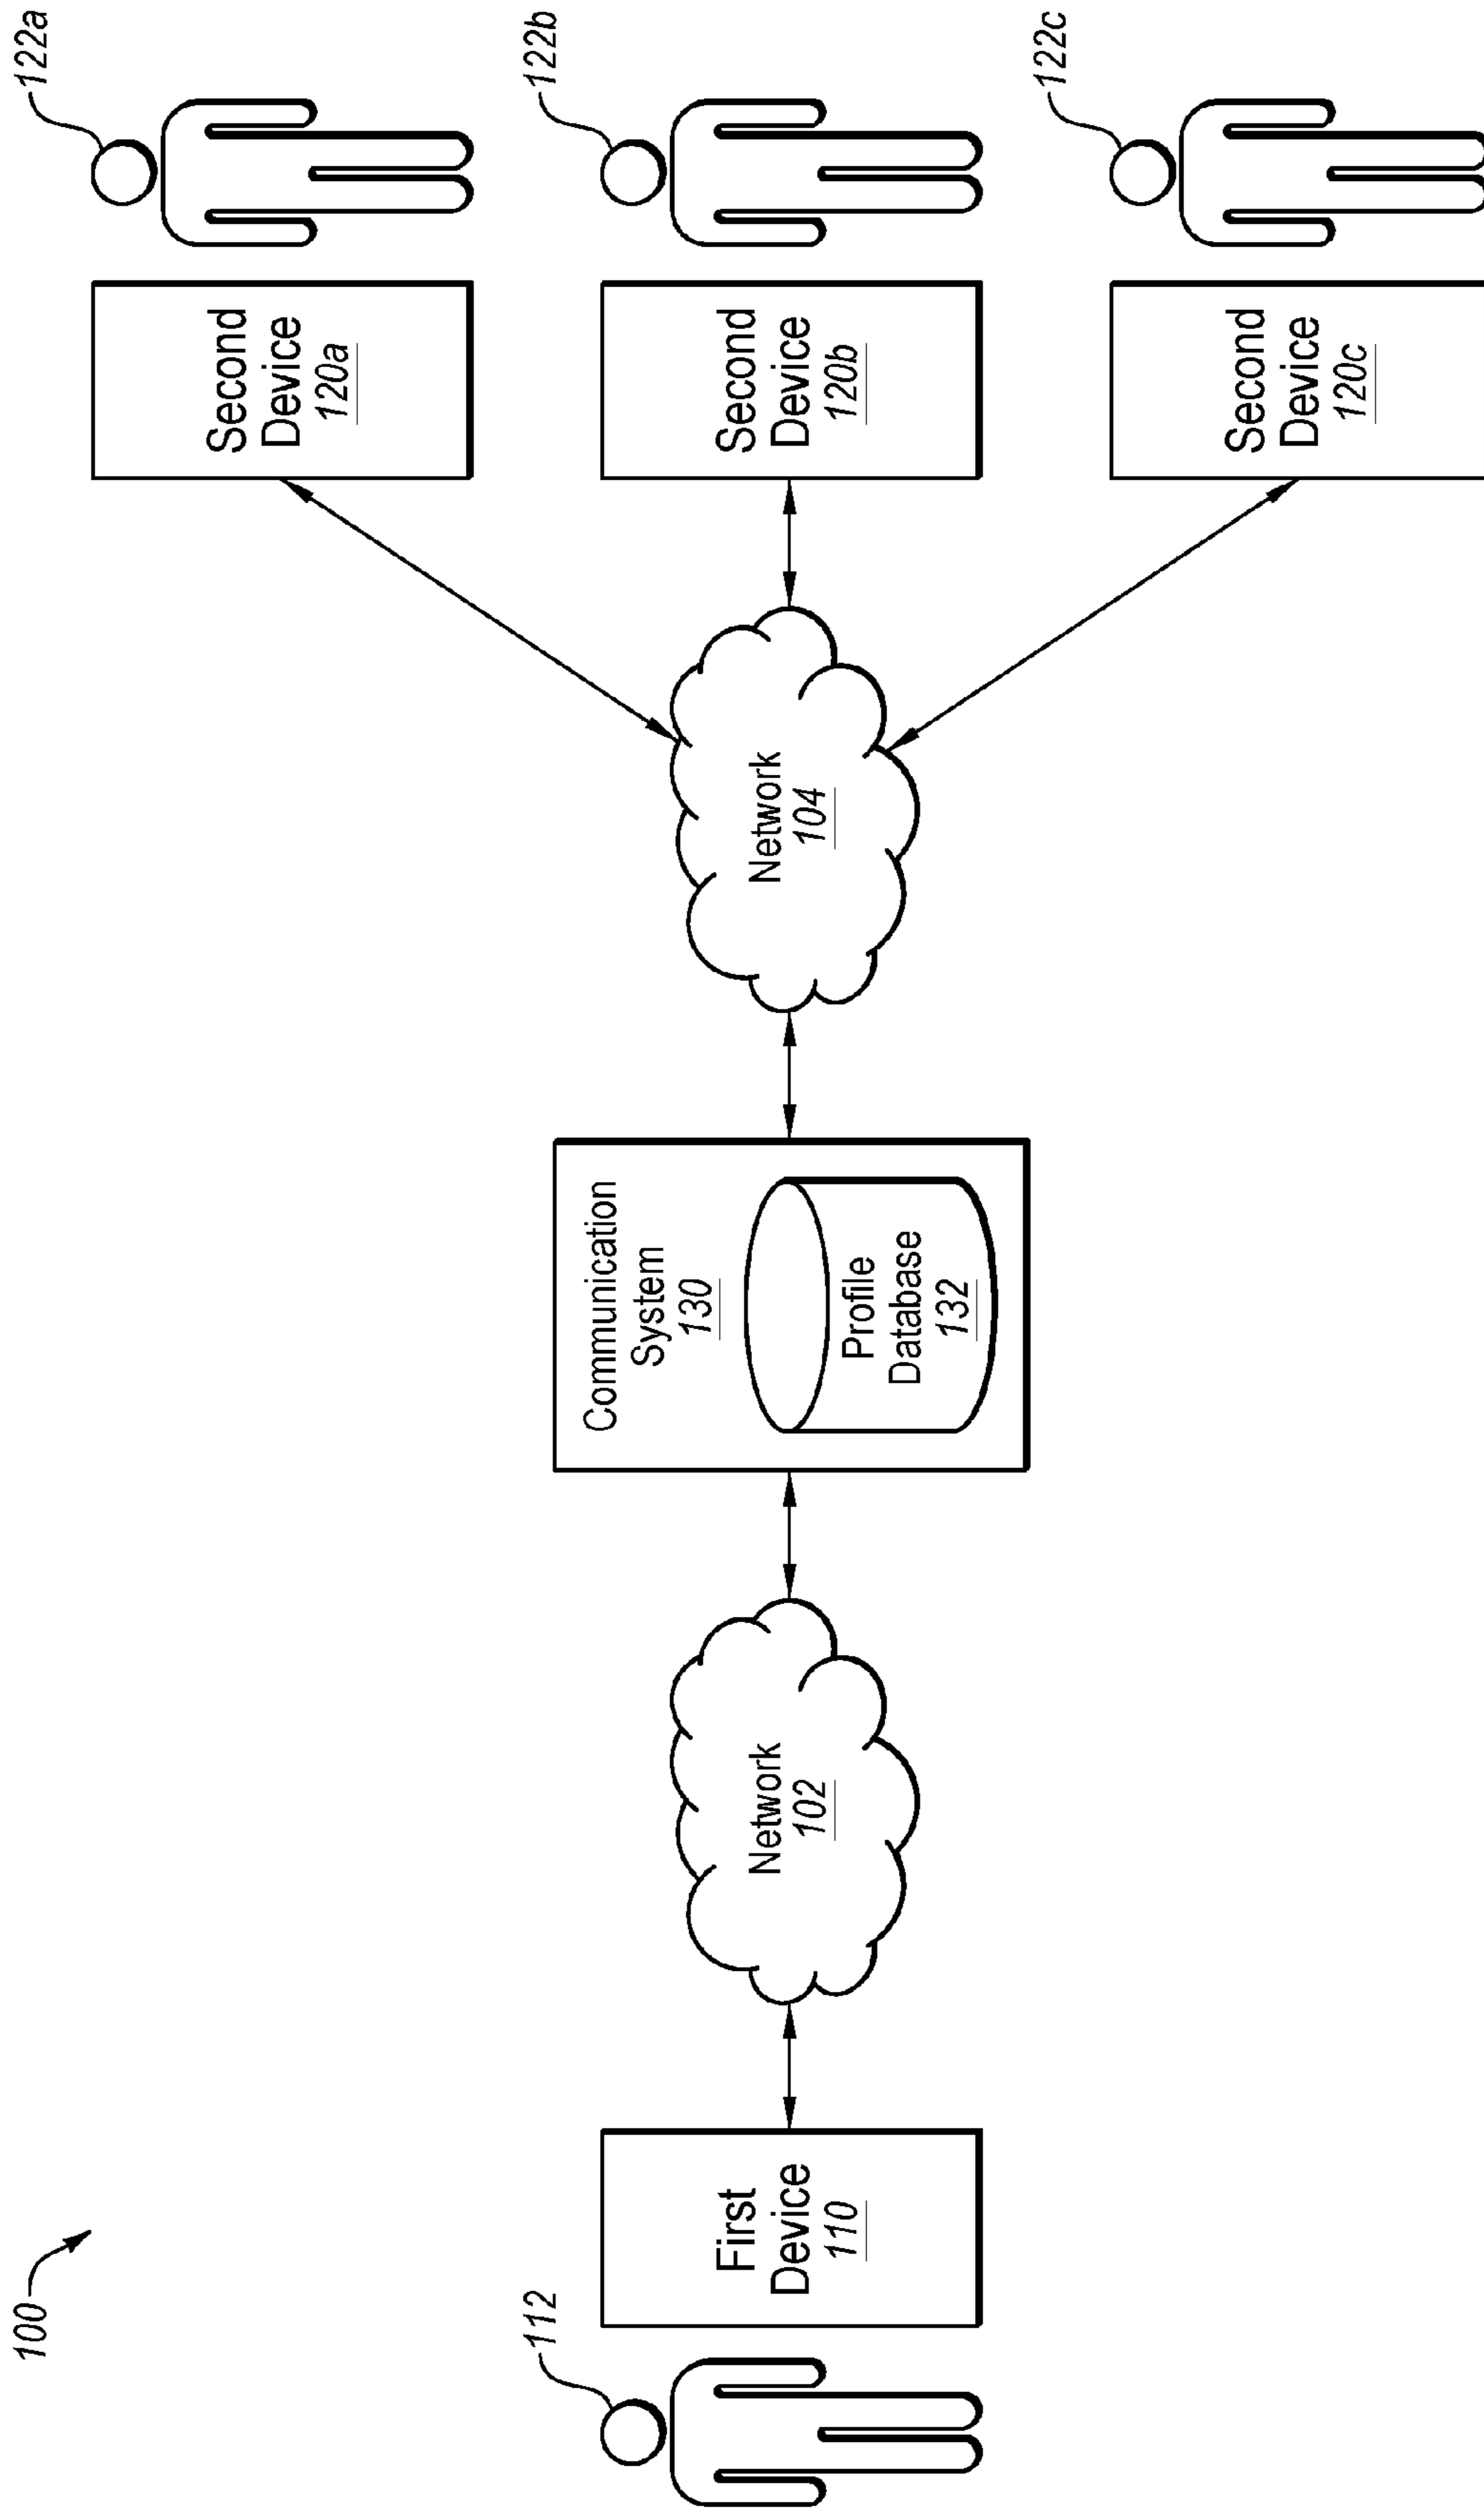 100
112
First
Device
110
Network
102
Communication
System
130
Profile
Database
132
Network
104
Second
Device
120a
122a
Second
Device
120b
122b
Second
Device
120c
122c